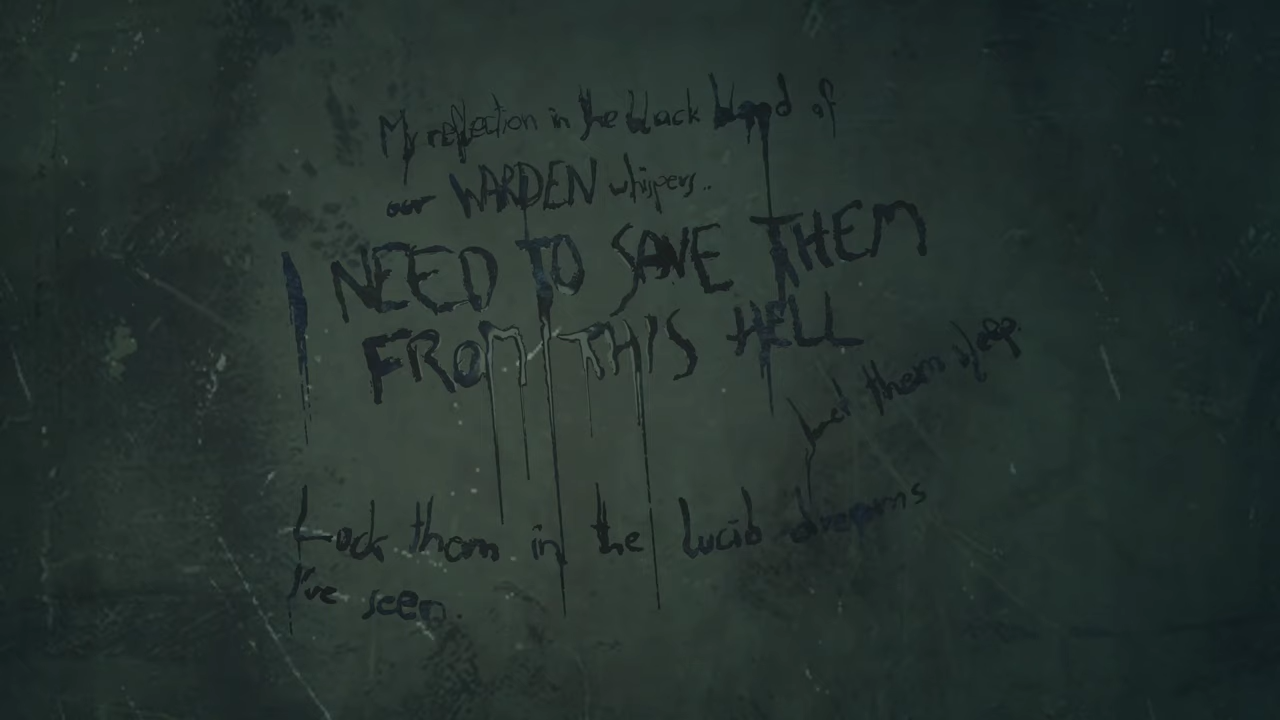 My reflection in the black blood of
our WARDEN whispers..
I NEED TO SAVE THEM
FROM THIS HELL
Let them sleep.
Lock them in the lucid dreams
I've seen.